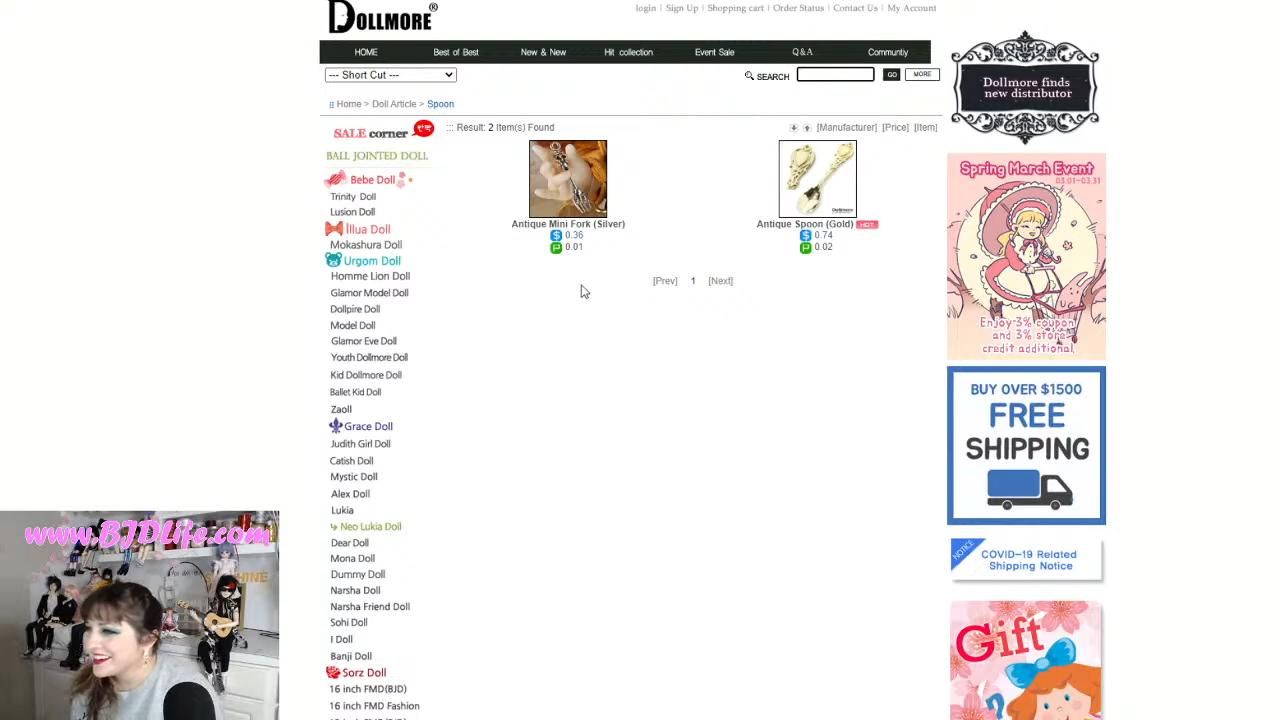 DOLLMORE®
login | Sign Up | Shopping cart | Order Status | Contact Us | My Account
HOME Best of Best New & New Hit collection Event Sale Q&A Communtiy
--- Short Cut --- SEARCH GO MORE
Home > Doll Article > Spoon
SALE corner
::: Result: 2 Item(s) Found [Manufacturer] [Price] [Item]
BALL JOINTED DOLL
Bebe Doll
Trinity Doll
Lusion Doll
Illua Doll
Mokashura Doll
Urgom Doll
Homme Lion Doll
Glamor Model Doll
Dollpire Doll
Model Doll
Glamor Eve Doll
Youth Dollmore Doll
Kid Dollmore Doll
Ballet Kid Doll
Zaoll
Grace Doll
Judith Girl Doll
Catish Doll
Mystic Doll
Alex Doll
Lukia
Neo Lukia Doll
Dear Doll
Mona Doll
Dummy Doll
Narsha Doll
Narsha Friend Doll
Sohi Doll
I Doll
Banji Doll
Sorz Doll
16 inch FMD(BJD)
16 inch FMD Fashion
Antique Mini Fork (Silver)
$ 0.36
P 0.01
Dollmore
Antique Spoon (Gold) HOT
$ 0.74
P 0.02
[Prev] 1 [Next]
Dollmore finds
new distributor
Spring March Event
03.01-03.31
Enjoy 3% coupon
and 3% store
credit additional.
BUY OVER $1500
FREE
SHIPPING
NOTICE
COVID-19 Related
Shipping Notice
Gift
www.BJDLife.com